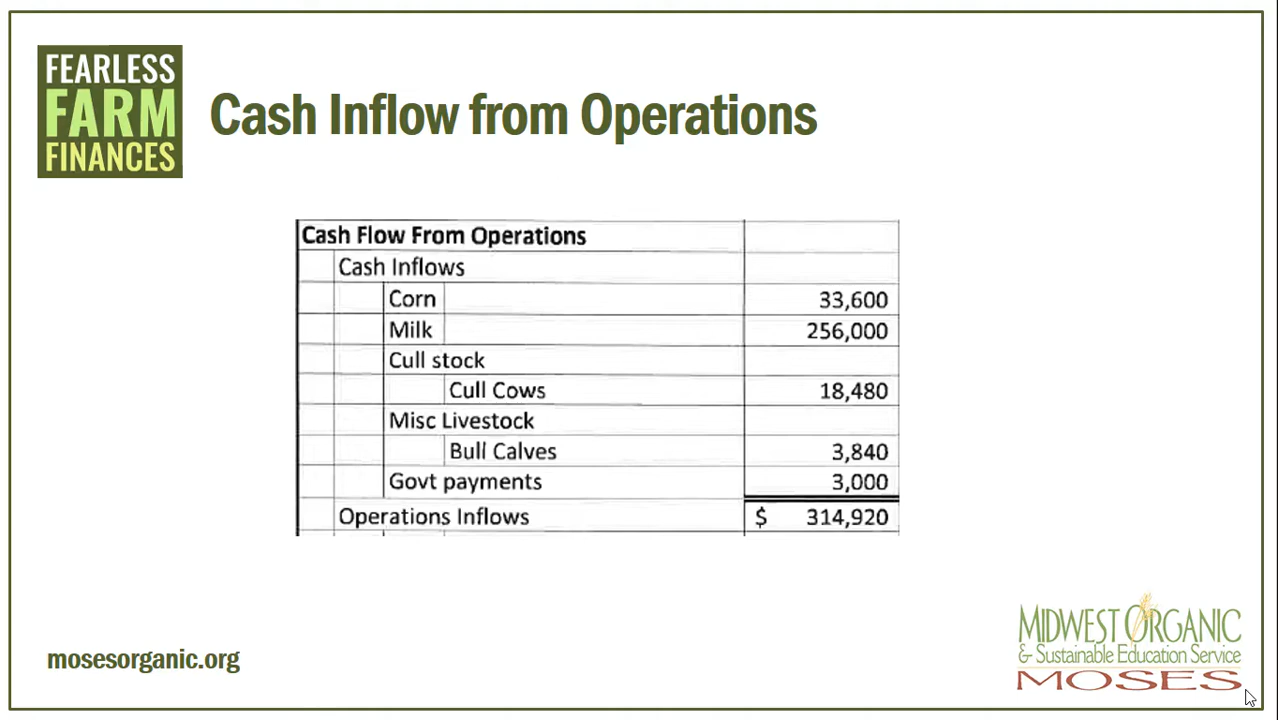 FEARLESS
FARM
FINANCES
Cash Inflow from Operations
Cash Flow From Operations
Cash Inflows
Corn 33,600
Milk 256,000
Cull stock
Cull Cows 18,480
Misc Livestock
Bull Calves 3,840
Govt payments 3,000
Operations Inflows $ 314,920
mosesorganic.org
MIDWEST ORGANIC
& Sustainable Education Service
MOSES